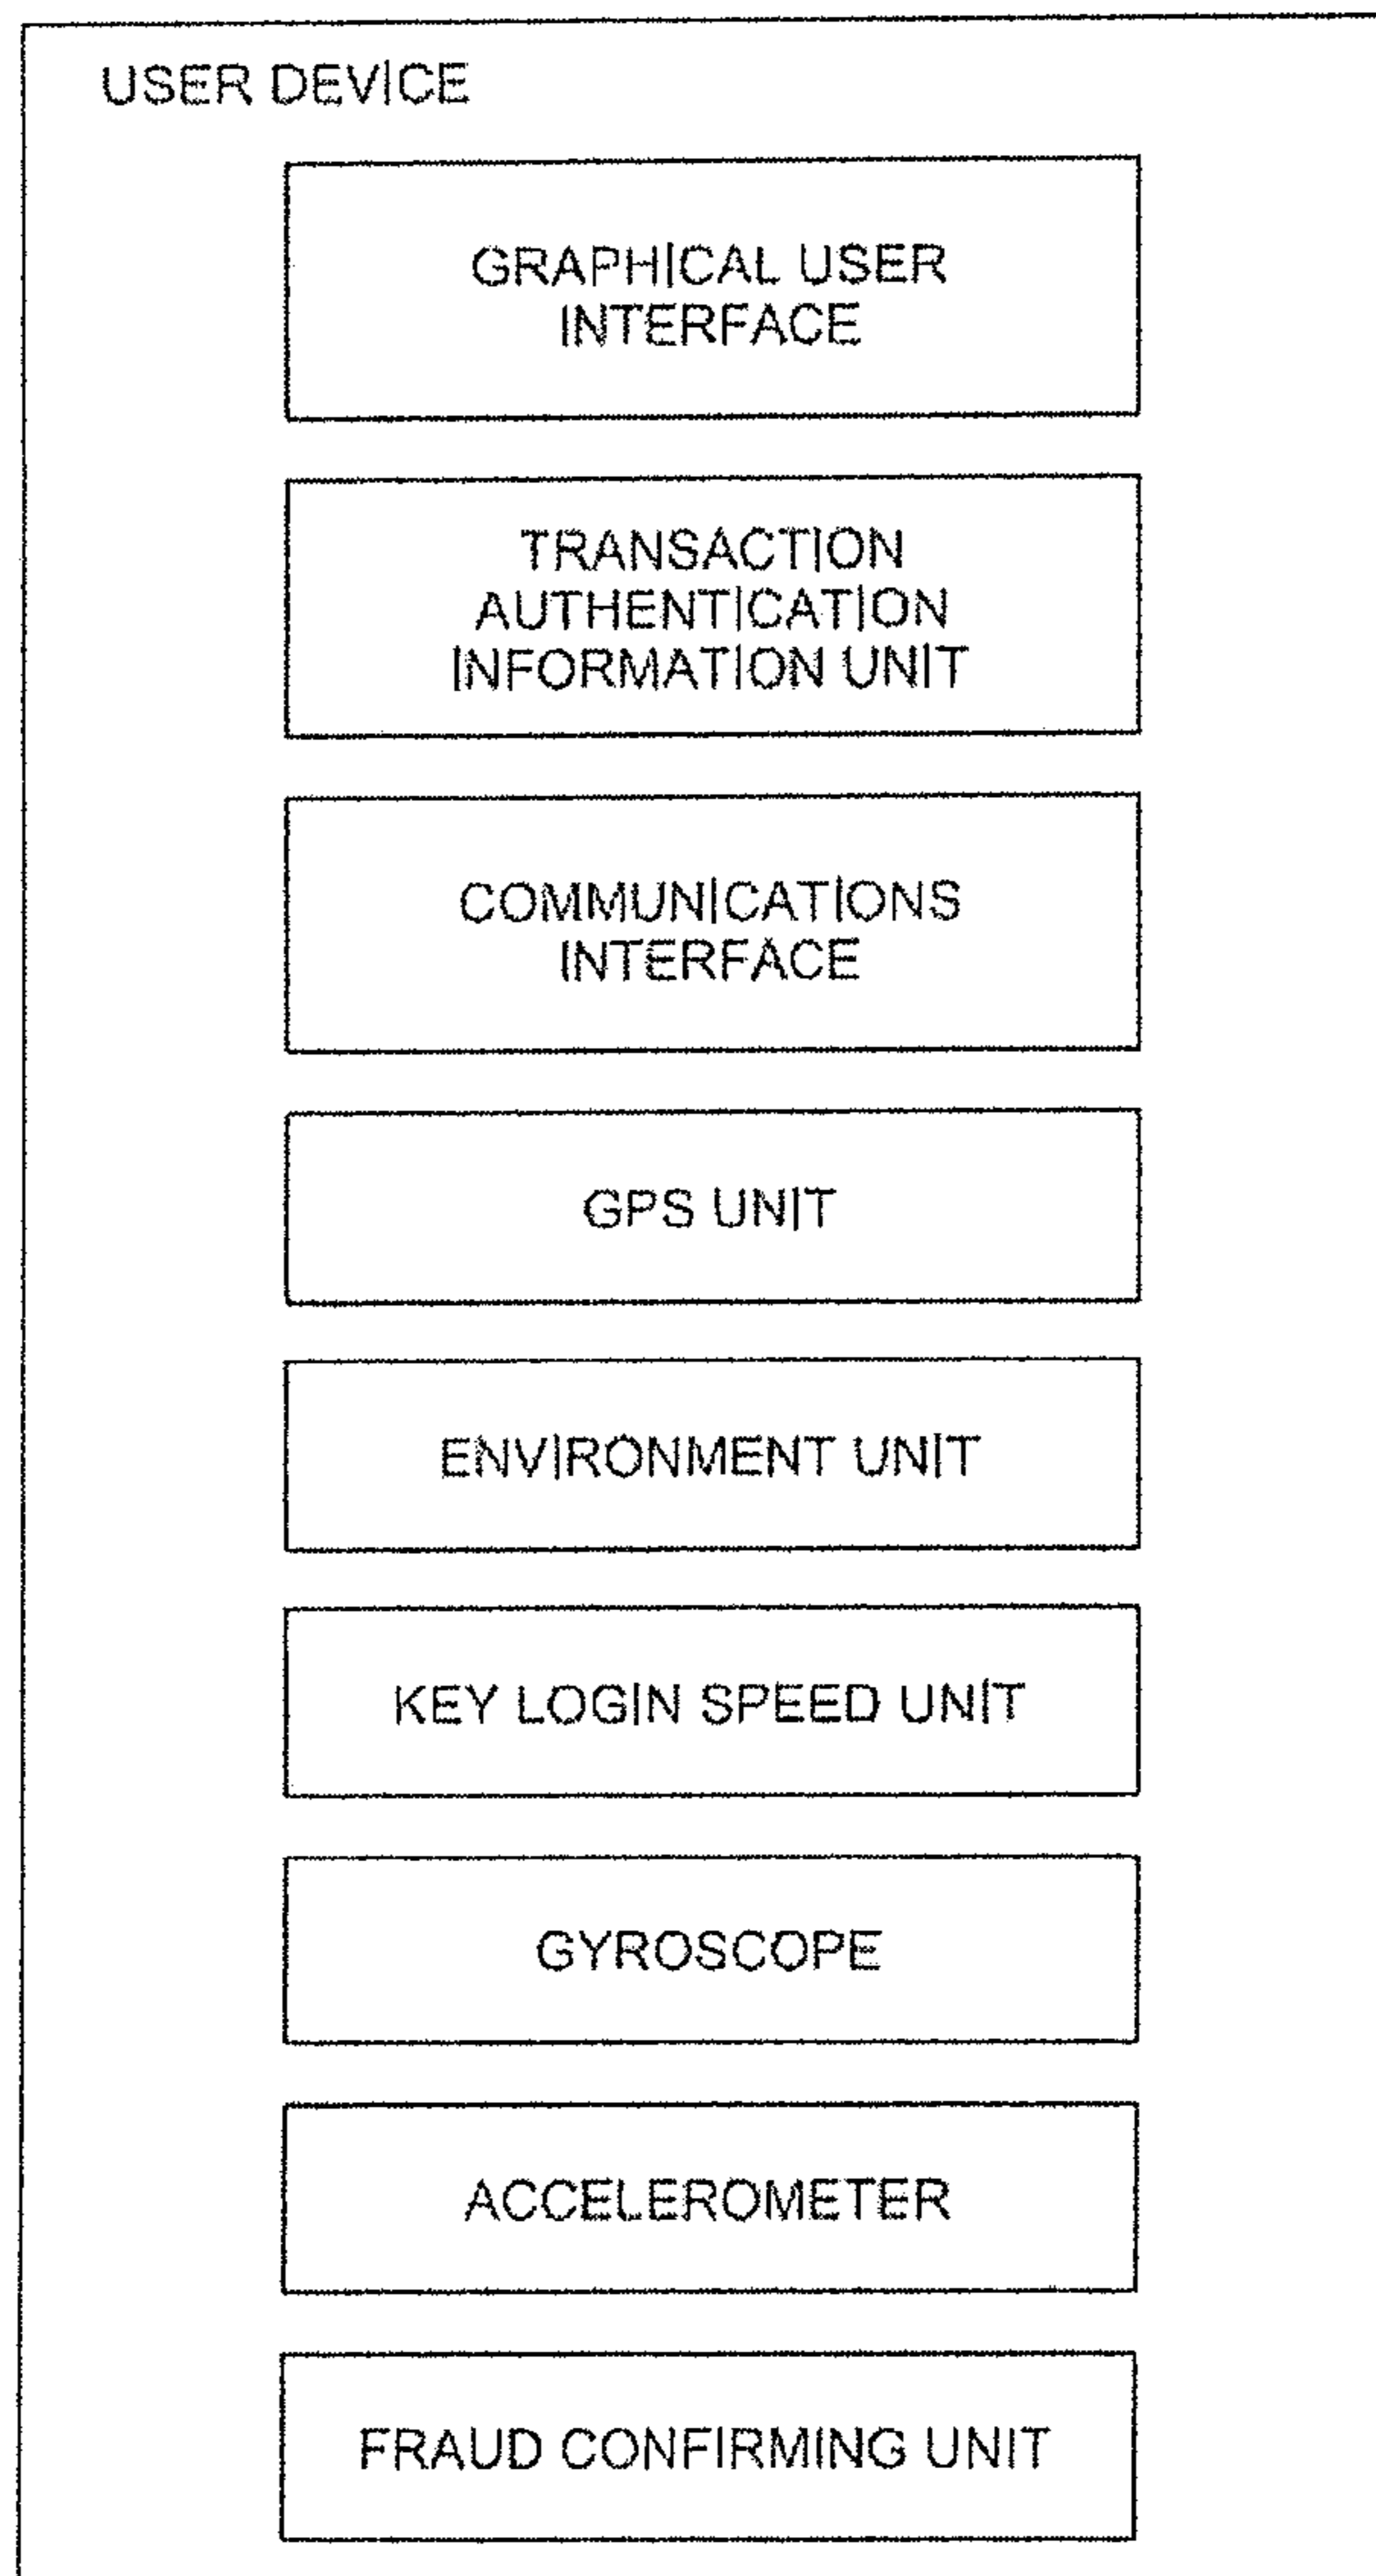 USER DEVICE
GRAPHICAL USER
INTERFACE
TRANSACTION
AUTHENTICATION
INFORMATION UNIT
COMMUNICATIONS
INTERFACE
GPS UNIT
ENVIRONMENT UNIT
KEY LOGIN SPEED UNIT
GYROSCOPE
ACCELEROMETER
FRAUD CONFIRMING UNIT